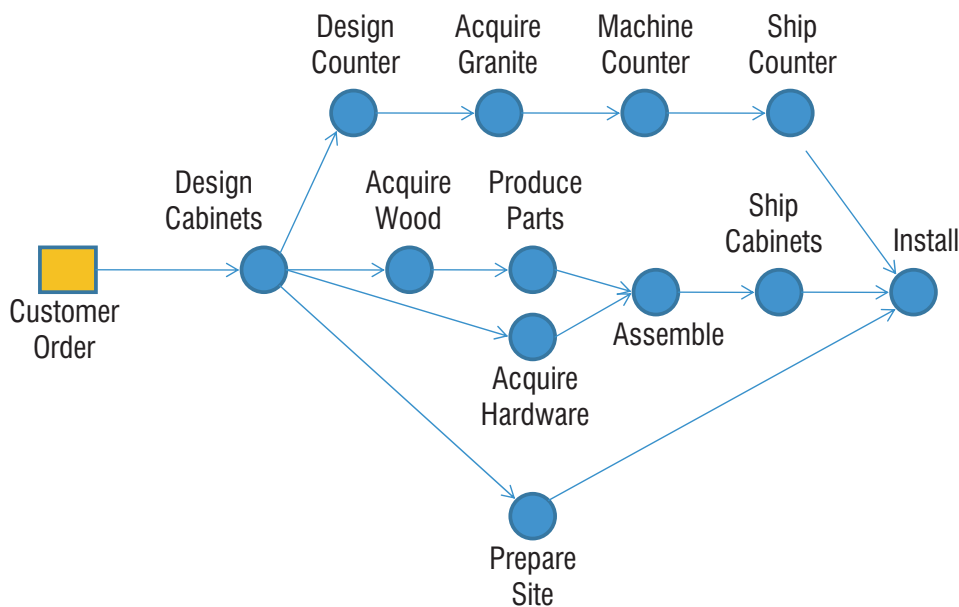 Design
Counter
Acquire
Granite
Machine
Counter
Ship
Counter
Design
Cabinets
Acquire
Wood
Produce
Parts
Ship
Cabinets
Install
Customer
Order
Assemble
Acquire
Hardware
Prepare
Site